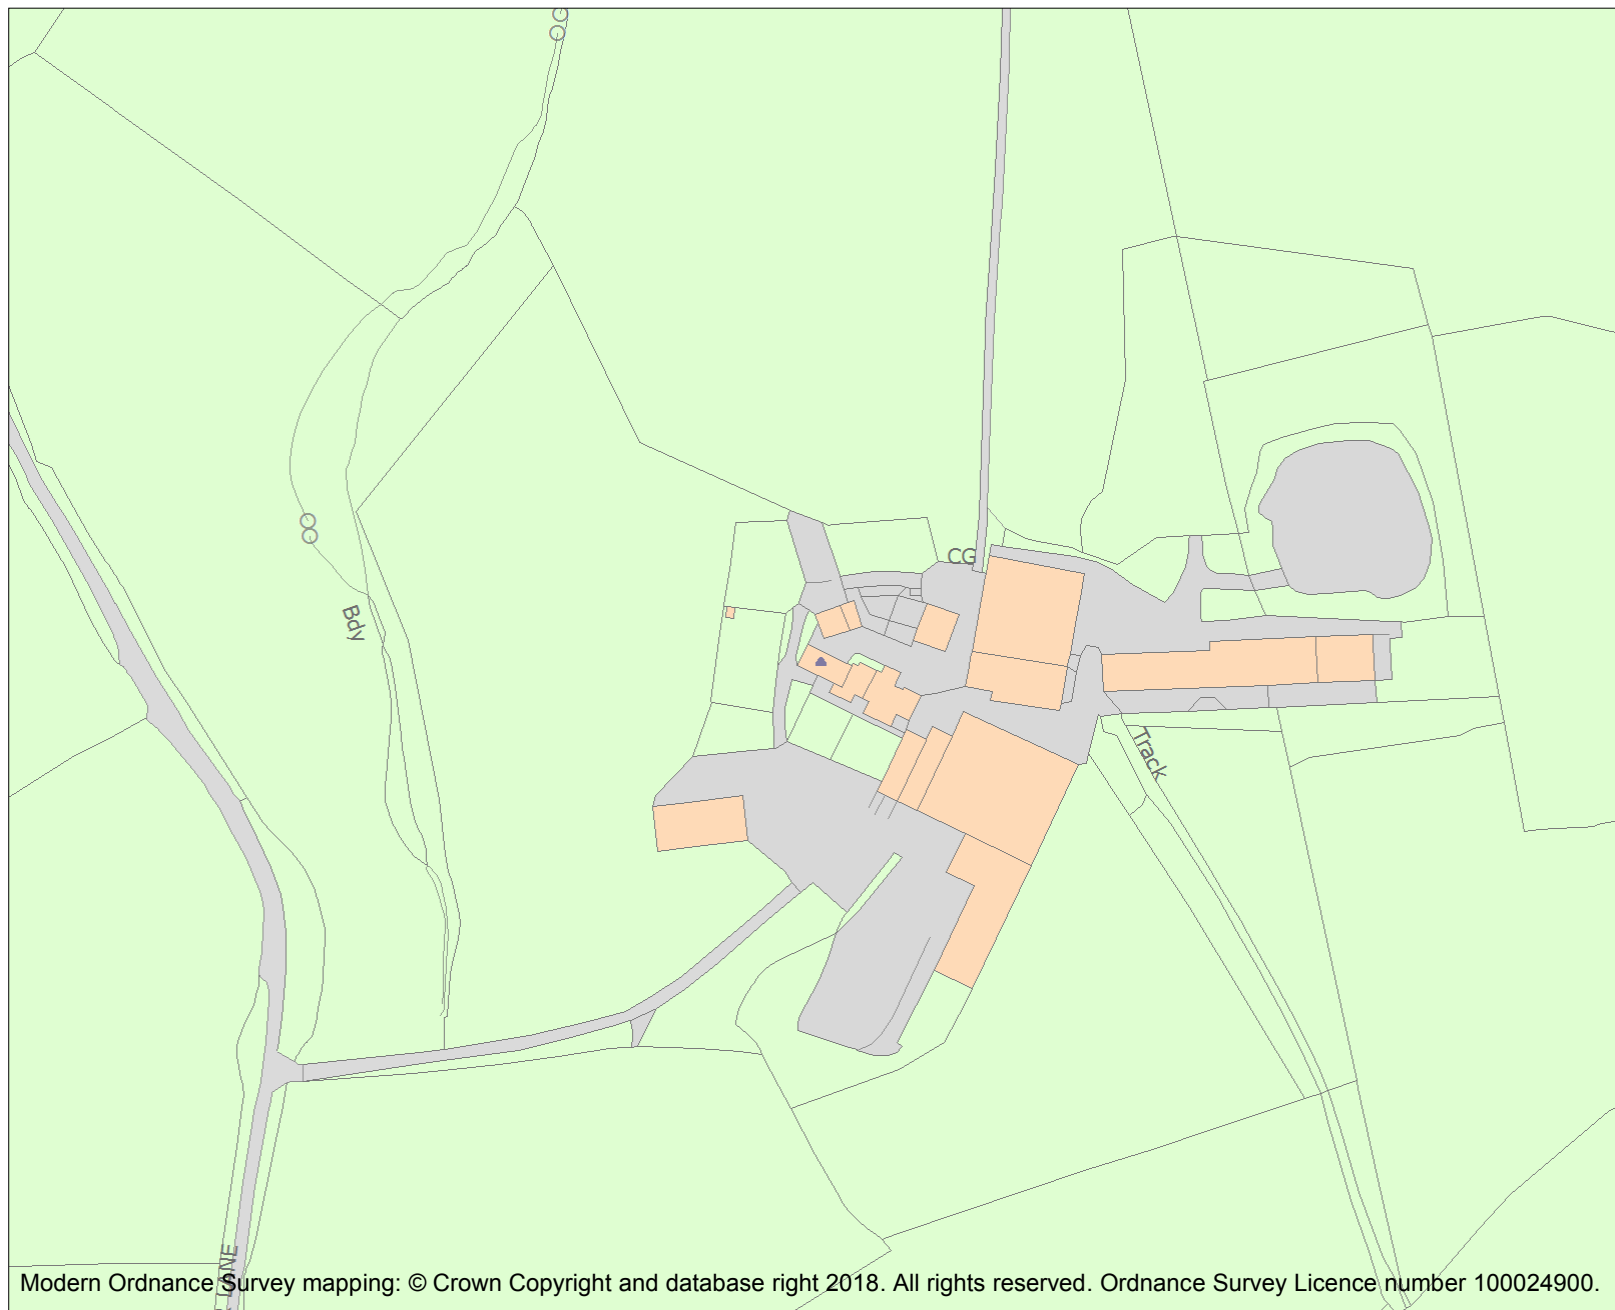 CG
Bdy
Track
LANE
Modern Ordnance Survey mapping: © Crown Copyright and database right 2018. All rights reserved. Ordnance Survey Licence number 100024900.